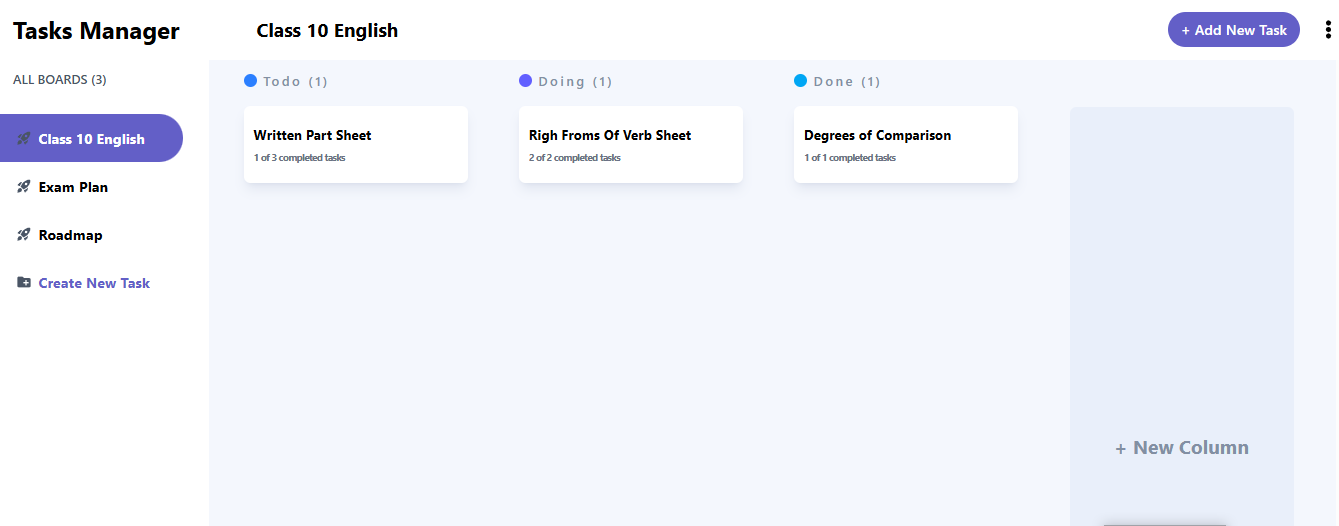 Tasks Manager
ALL BOARDS (3)
Class 10 English
Exam Plan
Roadmap
Create New Task
Class 10 English
+ Add New Task
Todo (1)
Written Part Sheet
1 of 3 completed tasks
Doing (1)
Righ Froms Of Verb Sheet
2 of 2 completed tasks
Done (1)
Degrees of Comparison
1 of 1 completed tasks
+ New Column